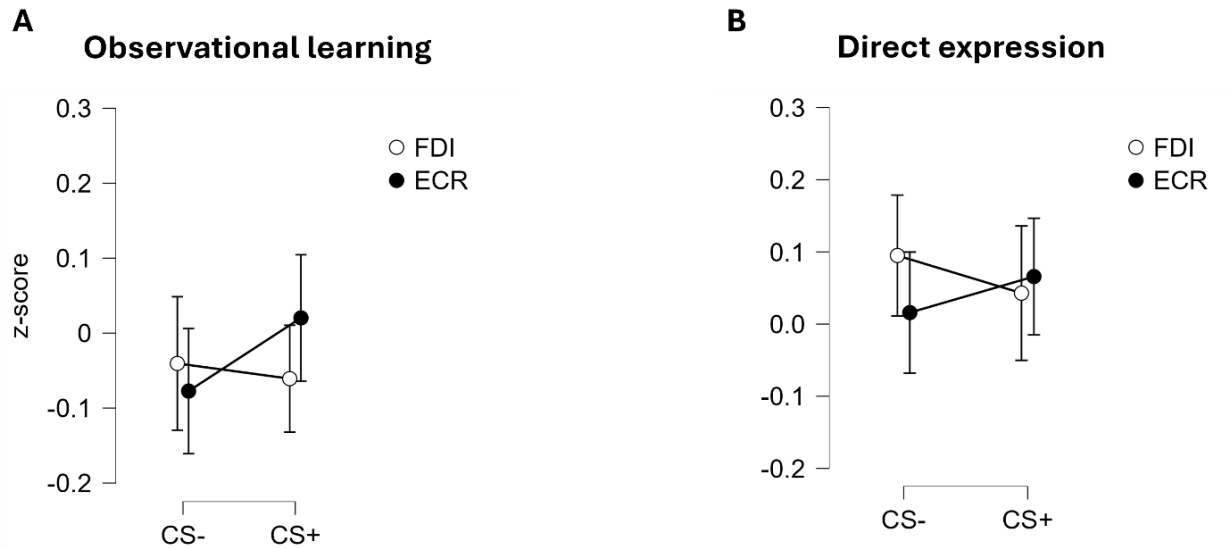 A
Observational learning
0.3
0.2
0.1
0
-0.1
-0.2
z-score
FDI
ECR
CS-
CS+
B
Direct expression
0.3
0.2
0.1
0.0
-0.1
-0.2
FDI
ECR
CS-
CS+